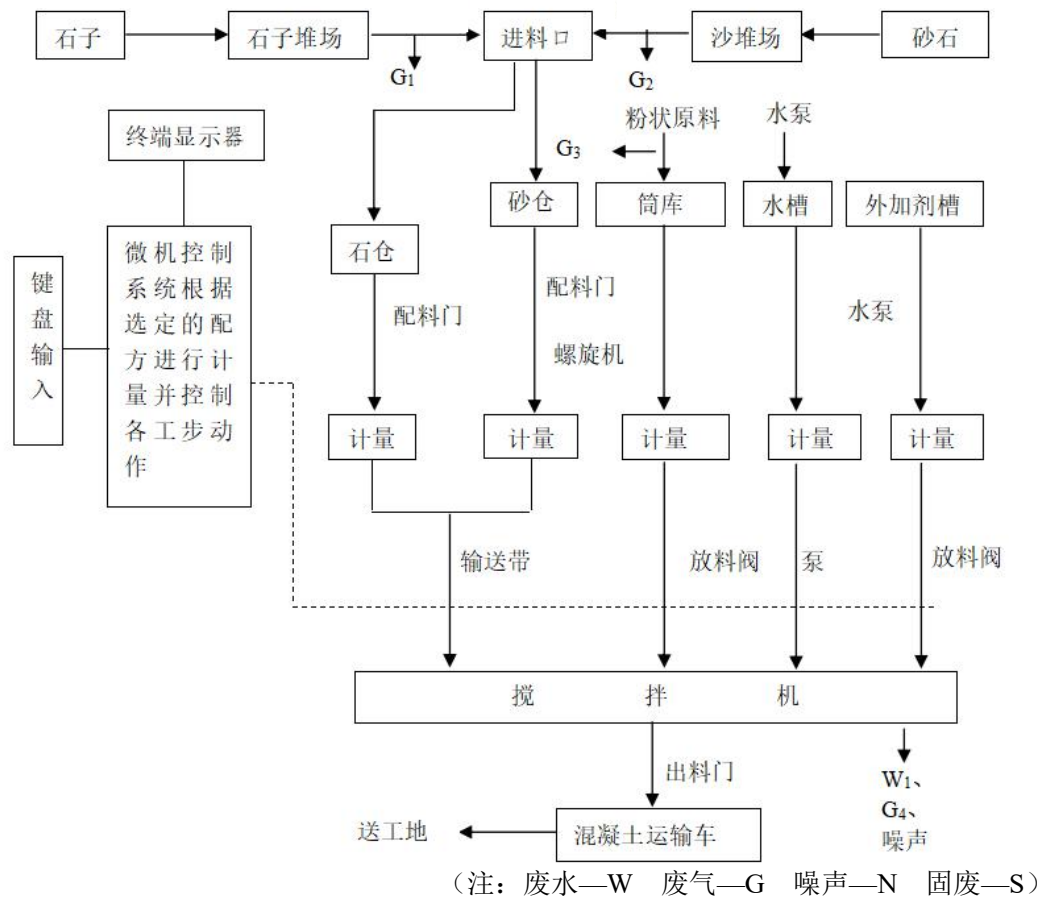 石子
石子堆场
进料口
沙堆场
砂石
G1
G2
粉状原料
水泵
终端显示器
G3
砂仓
筒库
水槽
外加剂槽
石仓
键
盘
输
入
微机控制
系统根据
选定的配
方进行计
量并控制
各工步动
作
配料门
配料门
水泵
螺旋机
计量
计量
计量
计量
计量
输送带
放料阀
泵
放料阀
搅 拌 机
出料门
W1、
G4、
噪声
送工地
混凝土运输车
（注：废水—W 废气—G 噪声—N 固废—S）